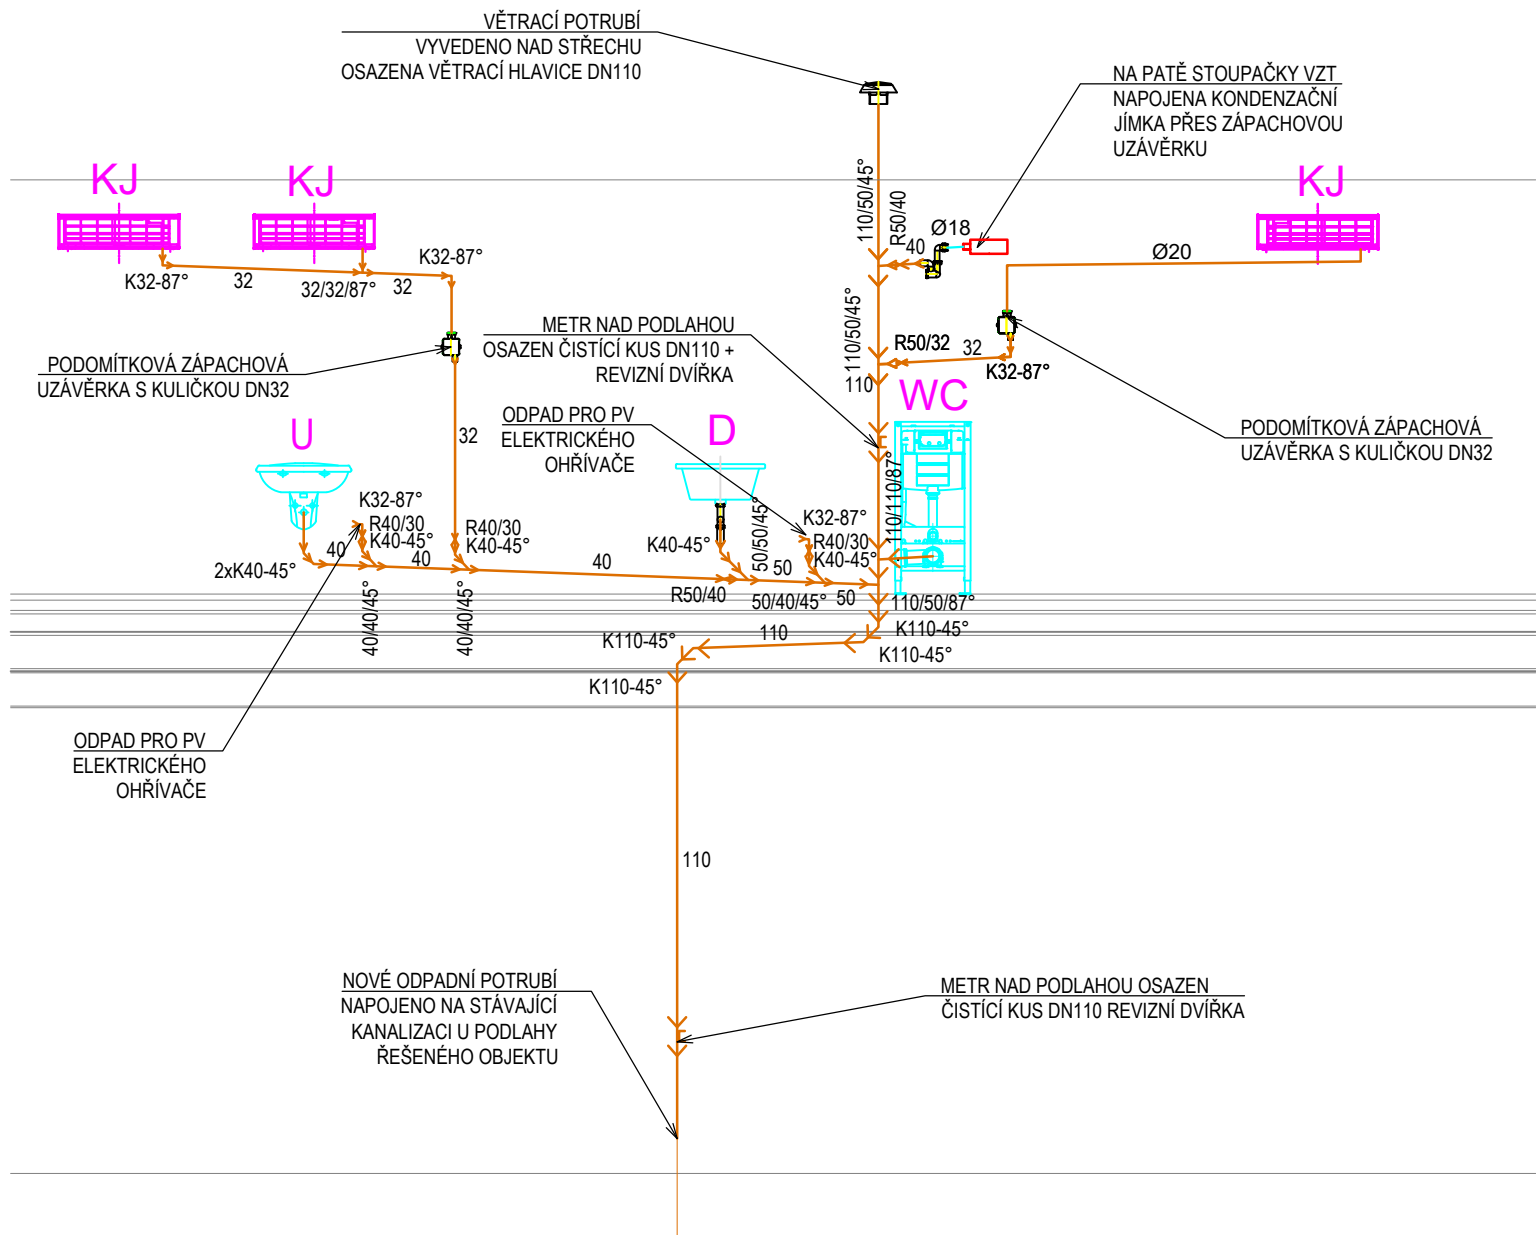 VĚTRACÍ POTRUBÍ
VYVEDENO NAD STŘECHU
OSAZENA VĚTRACÍ HLAVICE DN110
NA PATĚ STOUPAČKY VZT
NAPOJENA KONDENZAČNÍ
JÍMKA PŘES ZÁPACHOVOU
UZÁVĚRKU
KJ
KJ
KJ
110/50/45°
R50/40
Ø18
40
Ø20
K32-87°
32
32/32/87°
32
K32-87°
PODOMÍTKOVÁ ZÁPACHOVÁ
UZÁVĚRKA S KULIČKOU DN32
METR NAD PODLAHOU
OSAZEN ČISTÍCÍ KUS DN110 +
REVIZNÍ DVÍŘKA
110/50/45°
R50/32
32
K32-87°
110
WC
ODPAD PRO PV
ELEKTRICKÉHO
OHŘÍVAČE
PODOMÍTKOVÁ ZÁPACHOVÁ
UZÁVĚRKA S KULIČKOU DN32
U
32
D
110/110/87°
K32-87°
R40/30
K40-45°
40
2xK40-45°
40
40/40/45°
R40/30
K40-45°
40/40/45°
40
K40-45°
50/50/45°
50
R50/40
K32-87°
R40/30
K40-45°
50/40/45°
50
110/50/87°
K110-45°
K110-45°
110
K110-45°
K110-45°
ODPAD PRO PV
ELEKTRICKÉHO
OHŘÍVAČE
110
NOVÉ ODPADNÍ POTRUBÍ
NAPOJENO NA STÁVAJÍCÍ
KANALIZACI U PODLAHY
ŘEŠENÉHO OBJEKTU
METR NAD PODLAHOU OSAZEN
ČISTÍCÍ KUS DN110 REVIZNÍ DVÍŘKA